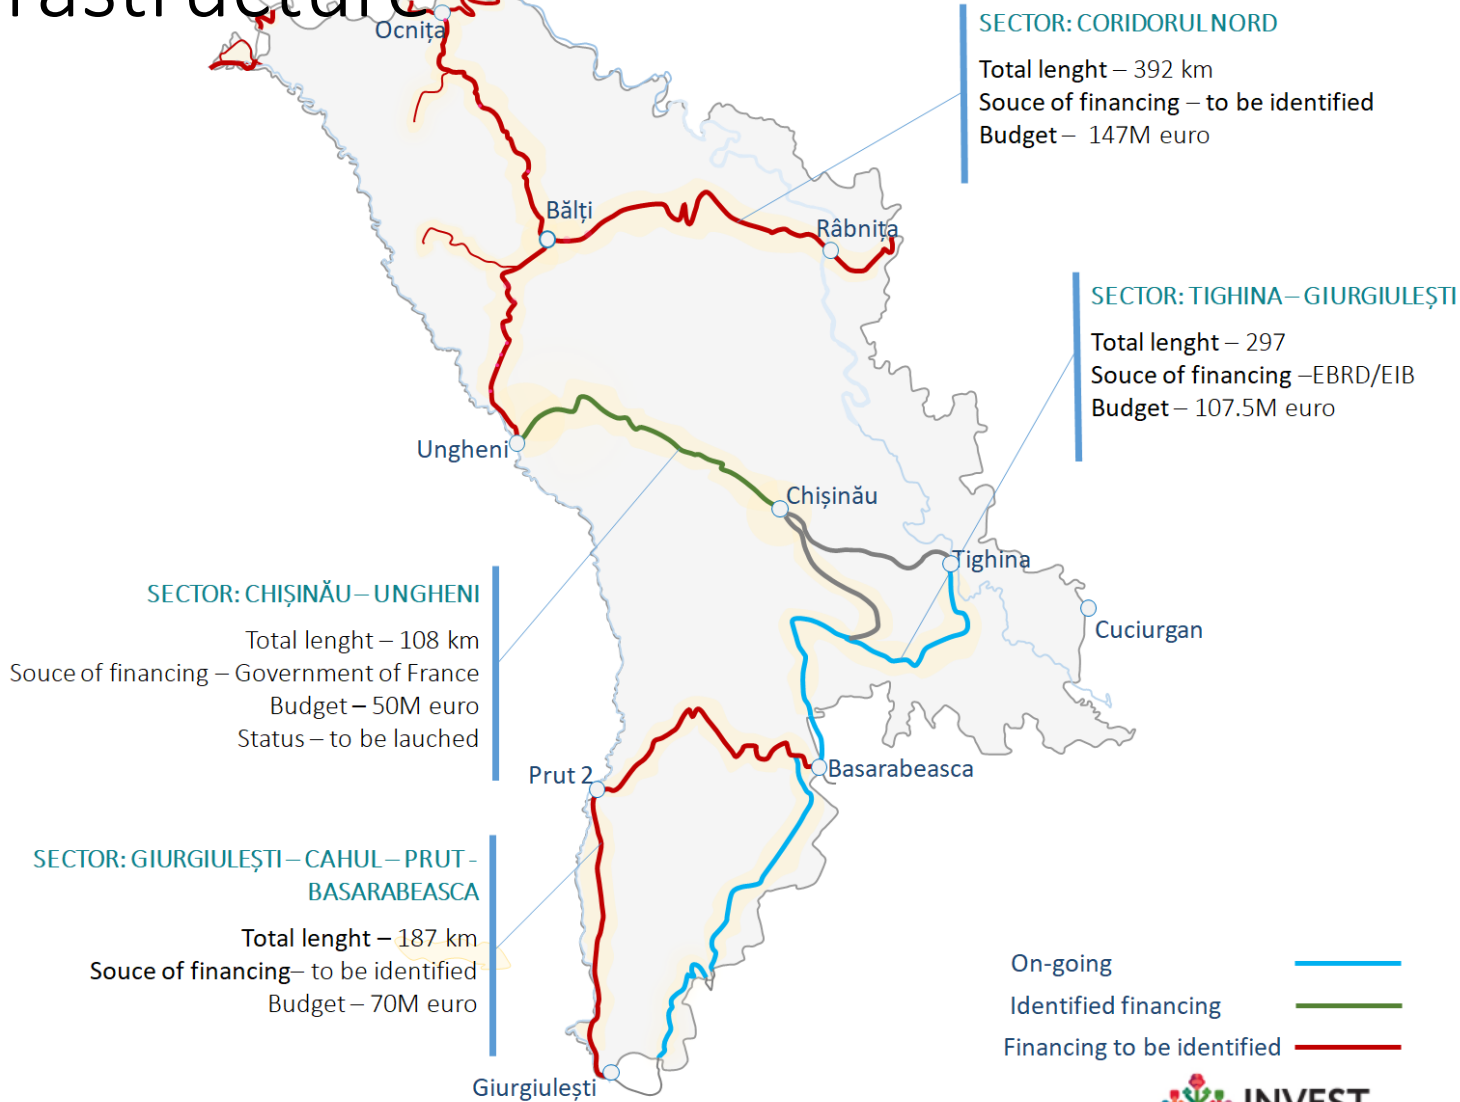 rastructure
Ocnița
SECTOR: CORIDORUL NORD
Total lenght – 392 km
Souce of financing – to be identified
Budget – 147M euro
Bălți
Râbnița
SECTOR: TIGHINA – GIURGIULEȘTI
Total lenght – 297
Souce of financing –EBRD/EIB
Budget – 107.5M euro
Ungheni
Chișinău
Tighina
Cuciurgan
SECTOR: CHIȘINĂU – UNGHENI
Total lenght – 108 km
Souce of financing – Government of France
Budget – 50M euro
Status – to be lauched
Prut 2
Basarabeasca
SECTOR: GIURGIULEȘTI – CAHUL – PRUT -
BASARABEASCA
Total lenght – 187 km
Souce of financing– to be identified
Budget – 70M euro
Giurgiulești
On-going
Identified financing
Financing to be identified
INVEST